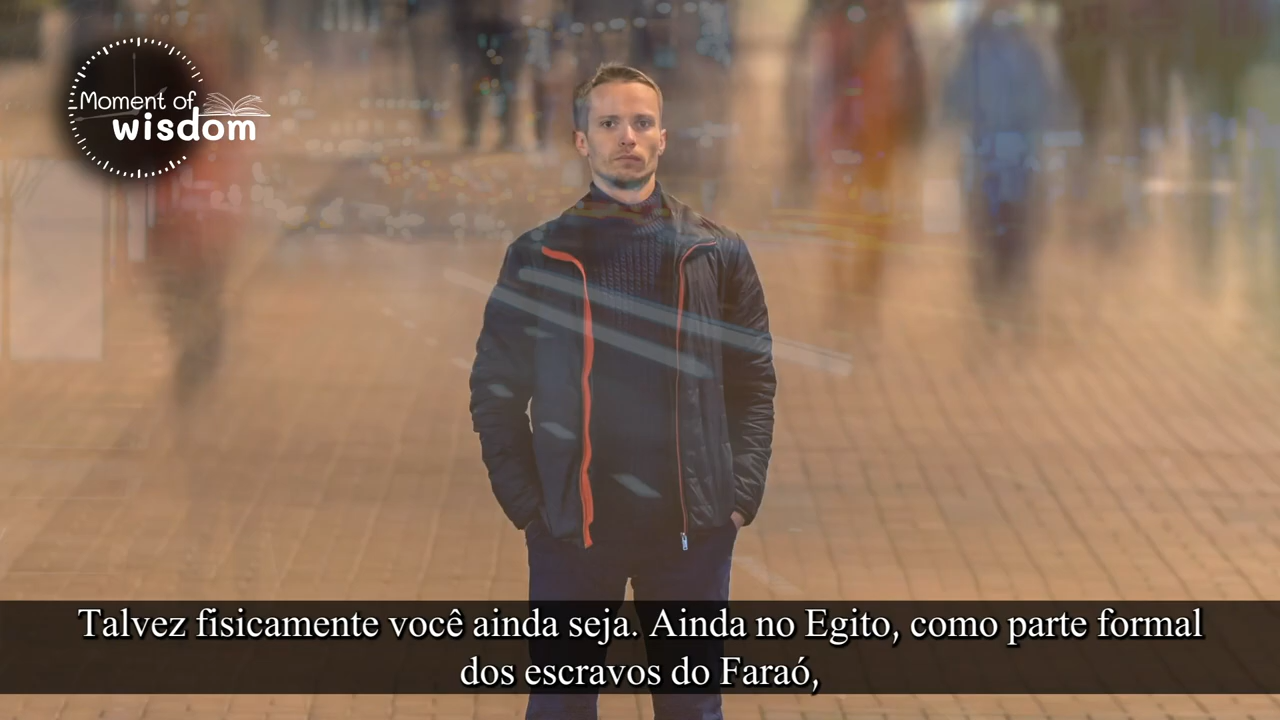 Moment of
wisdom
Talvez fisicamente você ainda seja. Ainda no Egito, como parte formal
dos escravos do Faraó,